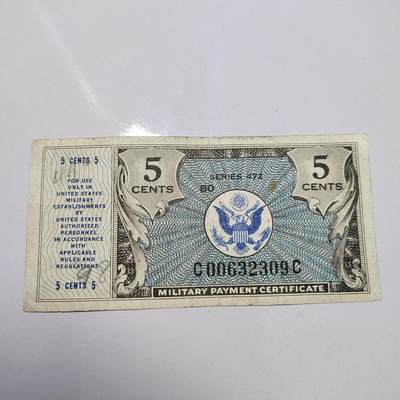 5 CENTS 5
FOR USE
ONLY IN
UNITED STATES
MILITARY
ESTABLISHMENTS
BY
UNITED STATES
AUTHORIZED
PERSONNEL
IN ACCORDANCE
WITH
APPLICABLE
RULES AND
REGULATIONS
5 CENTS 5
SERIES 472
5
CENTS
5
CENTS
80
C00632309C
MILITARY PAYMENT CERTIFICATE